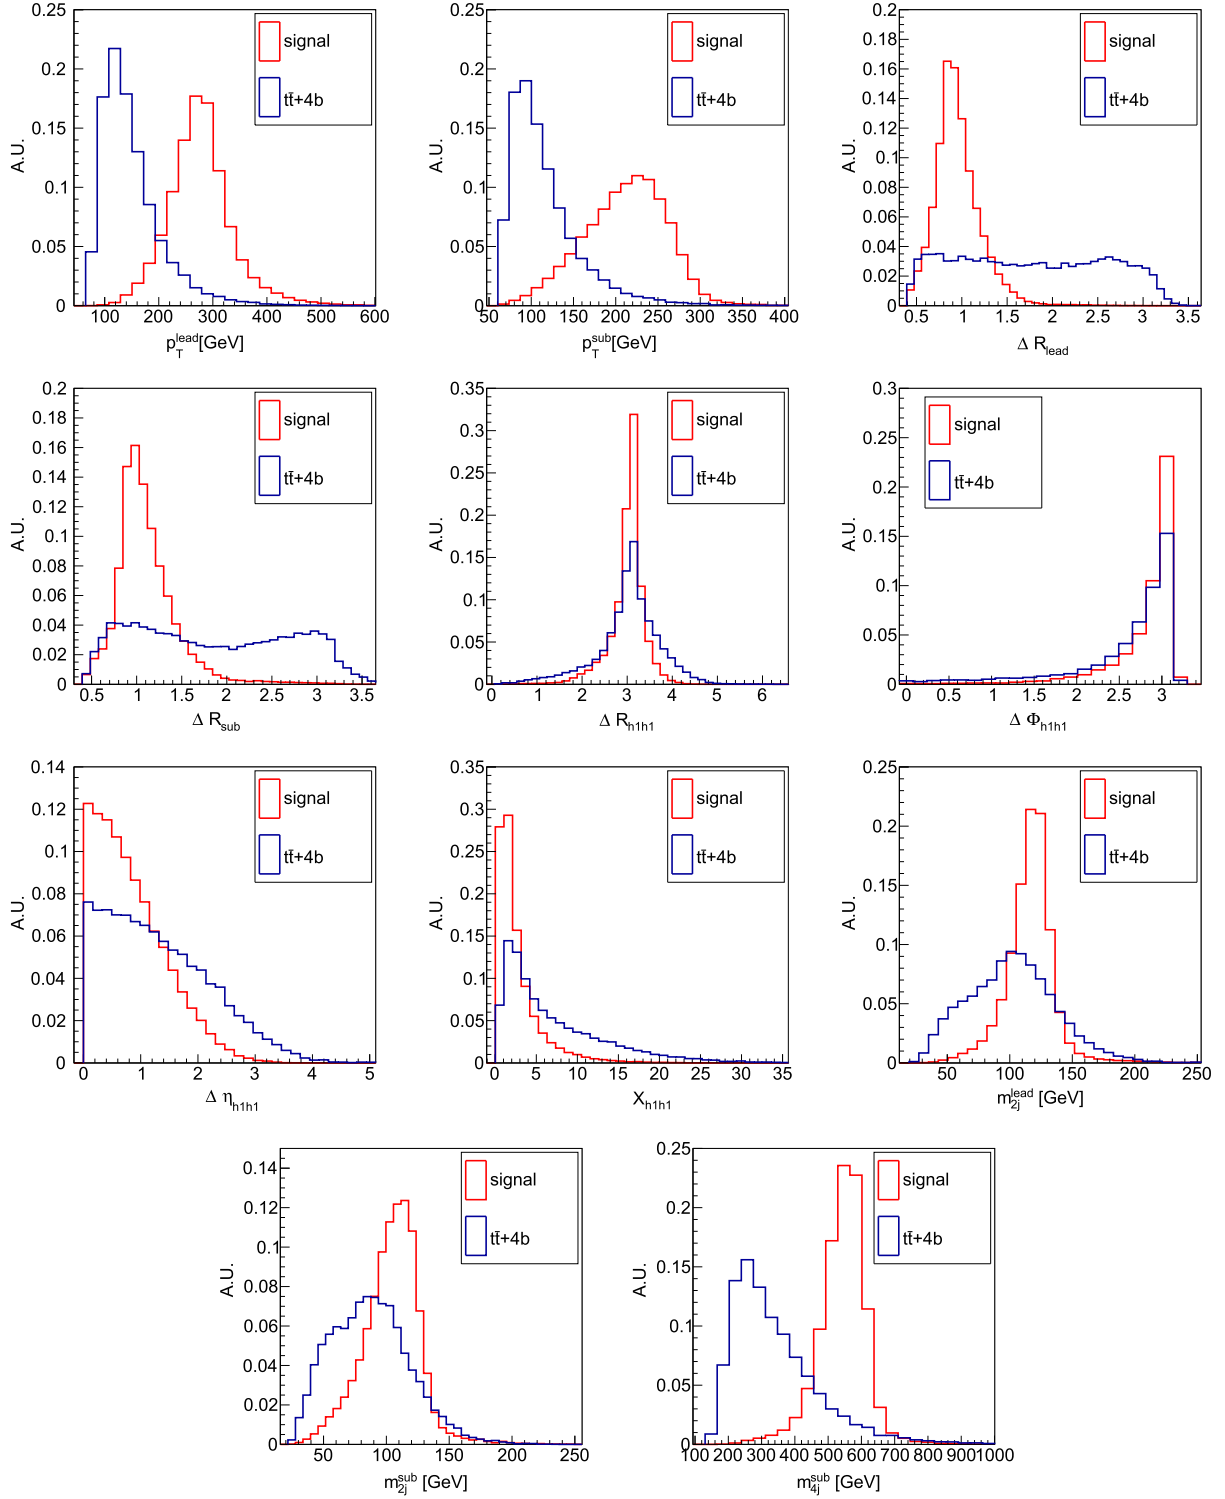 0.25
0.2
0.15
0.1
0.05
0
A.U.
signal
tt̄+4b
200 400 600
p_T^lead[GeV]
0.25
0.2
0.15
0.1
0.05
0
A.U.
signal
tt̄+4b
50 100 150 200 250 300 350 400
p_T^sub[GeV]
0.2
0.18
0.16
0.14
0.12
0.1
0.08
0.06
0.04
0.02
0
A.U.
signal
tt̄+4b
0.5 1 1.5 2 2.5 3 3.5
Δ R_lead
0.2
0.18
0.16
0.14
0.12
0.1
0.08
0.06
0.04
0.02
0
A.U.
signal
tt̄+4b
0.5 1 1.5 2 2.5 3 3.5
Δ R_sub
0.35
0.3
0.25
0.2
0.15
0.1
0.05
0
A.U.
signal
tt̄+4b
0 1 2 3 4 5 6
Δ R_h1h1
0.3
0.25
0.2
0.15
0.1
0.05
0
A.U.
signal
tt̄+4b
0 0.5 1 1.5 2 2.5 3
Δ Φ_h1h1
0.14
0.12
0.1
0.08
0.06
0.04
0.02
0
A.U.
signal
tt̄+4b
0 1 2 3 4 5
Δ η_h1h1
0.35
0.3
0.25
0.2
0.15
0.1
0.05
0
A.U.
signal
tt̄+4b
0 5 10 15 20 25 30 35
X_h1h1
0.25
0.2
0.15
0.1
0.05
0
A.U.
signal
tt̄+4b
50 100 150 200 250
m_2j^lead [GeV]
0.14
0.12
0.1
0.08
0.06
0.04
0.02
0
A.U.
signal
tt̄+4b
50 100 150 200 250
m_2j^sub [GeV]
0.25
0.2
0.15
0.1
0.05
0
A.U.
signal
tt̄+4b
100 200 300 400 500 600 700 800 900 1000
m_4j^sub [GeV]